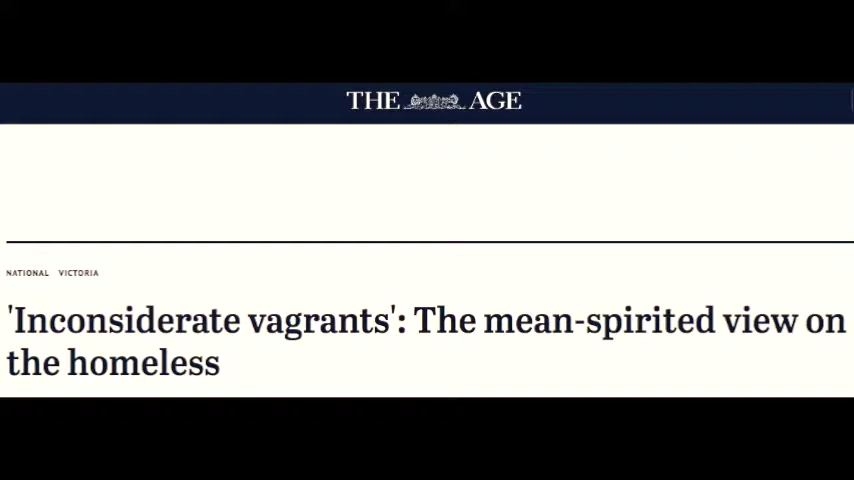 THE AGE
NATIONAL VICTORIA
'Inconsiderate vagrants': The mean-spirited view on
the homeless